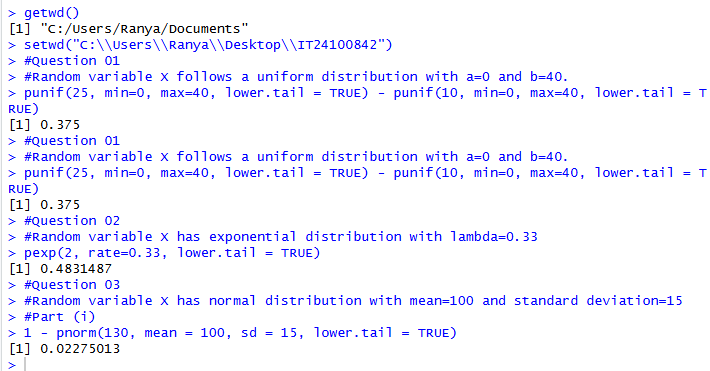 > getwd()
[1] "C:/Users/Ranya/Documents"
> setwd("C:\\Users\\Ranya\\Desktop\\IT24100842")
> #Question 01
> #Random variable X follows a uniform distribution with a=0 and b=40.
> punif(25, min=0, max=40, lower.tail = TRUE) - punif(10, min=0, max=40, lower.tail = T
RUE)
[1] 0.375
> #Question 01
> #Random variable X follows a uniform distribution with a=0 and b=40.
> punif(25, min=0, max=40, lower.tail = TRUE) - punif(10, min=0, max=40, lower.tail = T
RUE)
[1] 0.375
> #Question 02
> #Random variable X has exponential distribution with lambda=0.33
> pexp(2, rate=0.33, lower.tail = TRUE)
[1] 0.4831487
> #Question 03
> #Random variable X has normal distribution with mean=100 and standard deviation=15
> #Part (i)
> 1 - pnorm(130, mean = 100, sd = 15, lower.tail = TRUE)
[1] 0.02275013
>